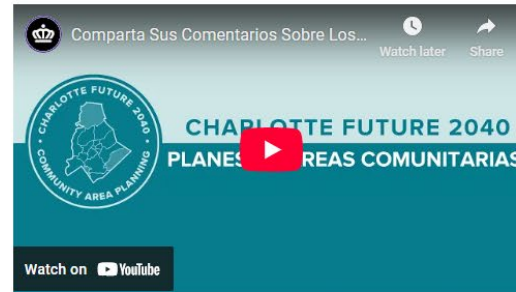 Comparta Sus Comentarios Sobre Los...
Watch later
Share
CHARLOTTE FUTURE 2040
COMMUNITY AREA PLANNING
CHARLOTTE FUTURE 2040
PLANES REAS COMUNITARIAS
Watch on YouTube